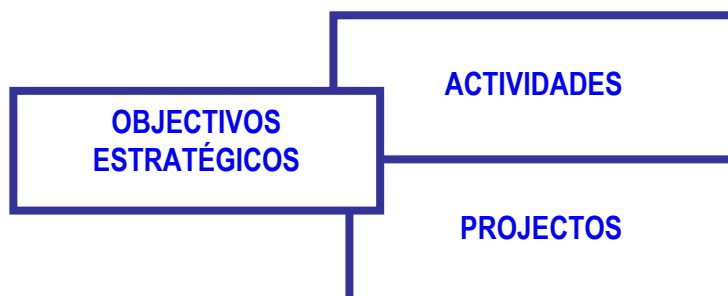 ACTIVIDADES
OBJECTIVOS
ESTRATÉGICOS
PROJECTOS